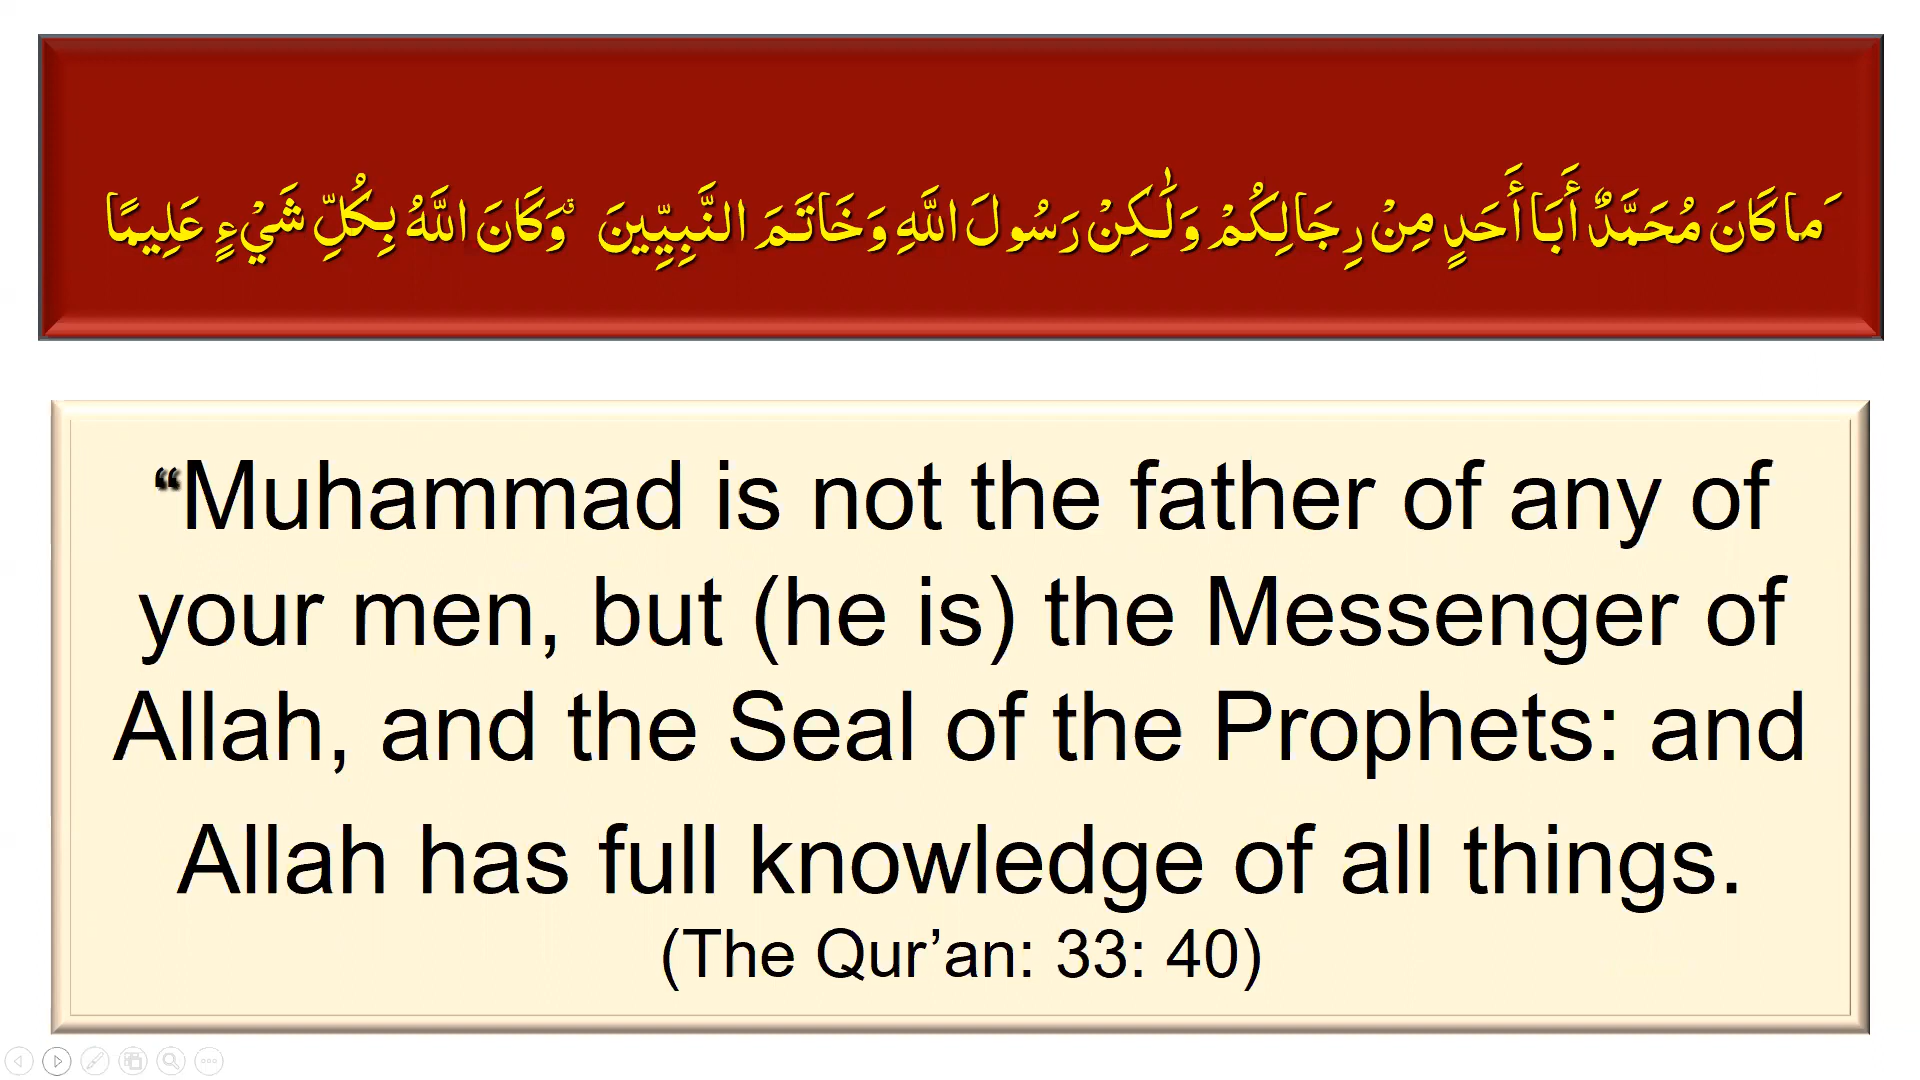 مَا كَانَ مُحَمَّدٌ أَبَا أَحَدٍ مِنْ رِجَالِكُمْ وَلَٰكِنْ رَسُولَ اللَّهِ وَخَاتَمَ النَّبِيِّينَ ۗ وَكَانَ اللَّهُ بِكُلِّ شَيْءٍ عَلِيمًا
“Muhammad is not the father of any of
your men, but (he is) the Messenger of
Allah, and the Seal of the Prophets: and
Allah has full knowledge of all things.
(The Qur’an: 33: 40)